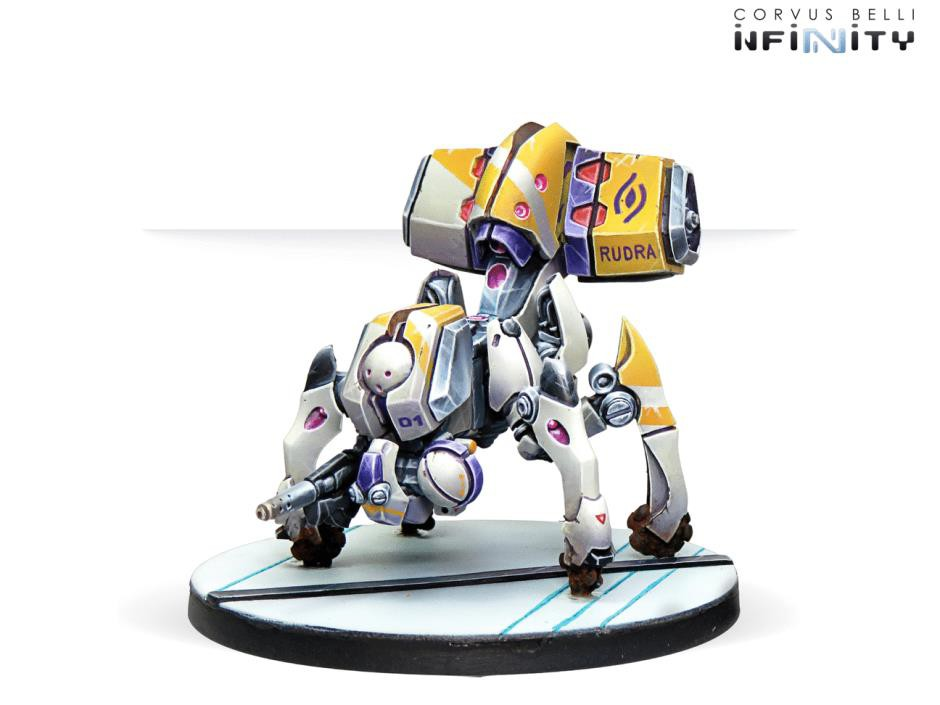 CORVUS BELLI
INFINITY
RUDRA
01